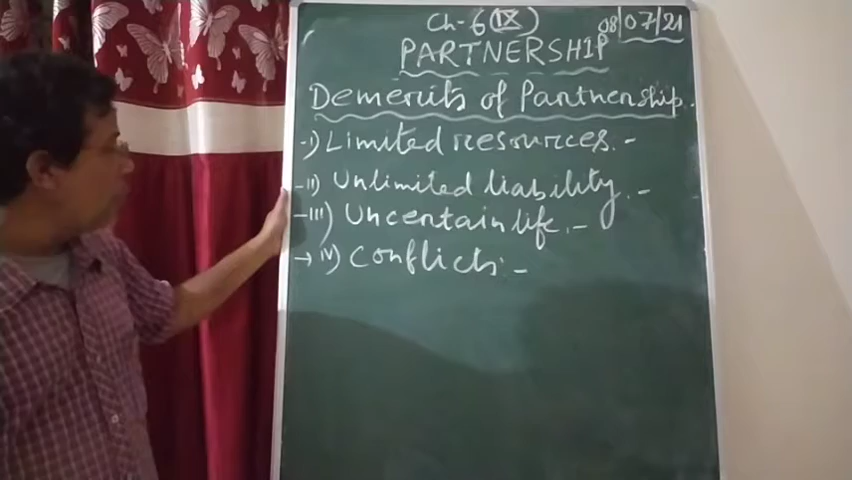 Ch-6 (IX) 08/07/21
PARTNERSHIP
Demerits of Partnership.
-i) Limited resources. -
-ii) Unlimited liability. -
-iii) Uncertain life. -
→ iv) Conflicts. -